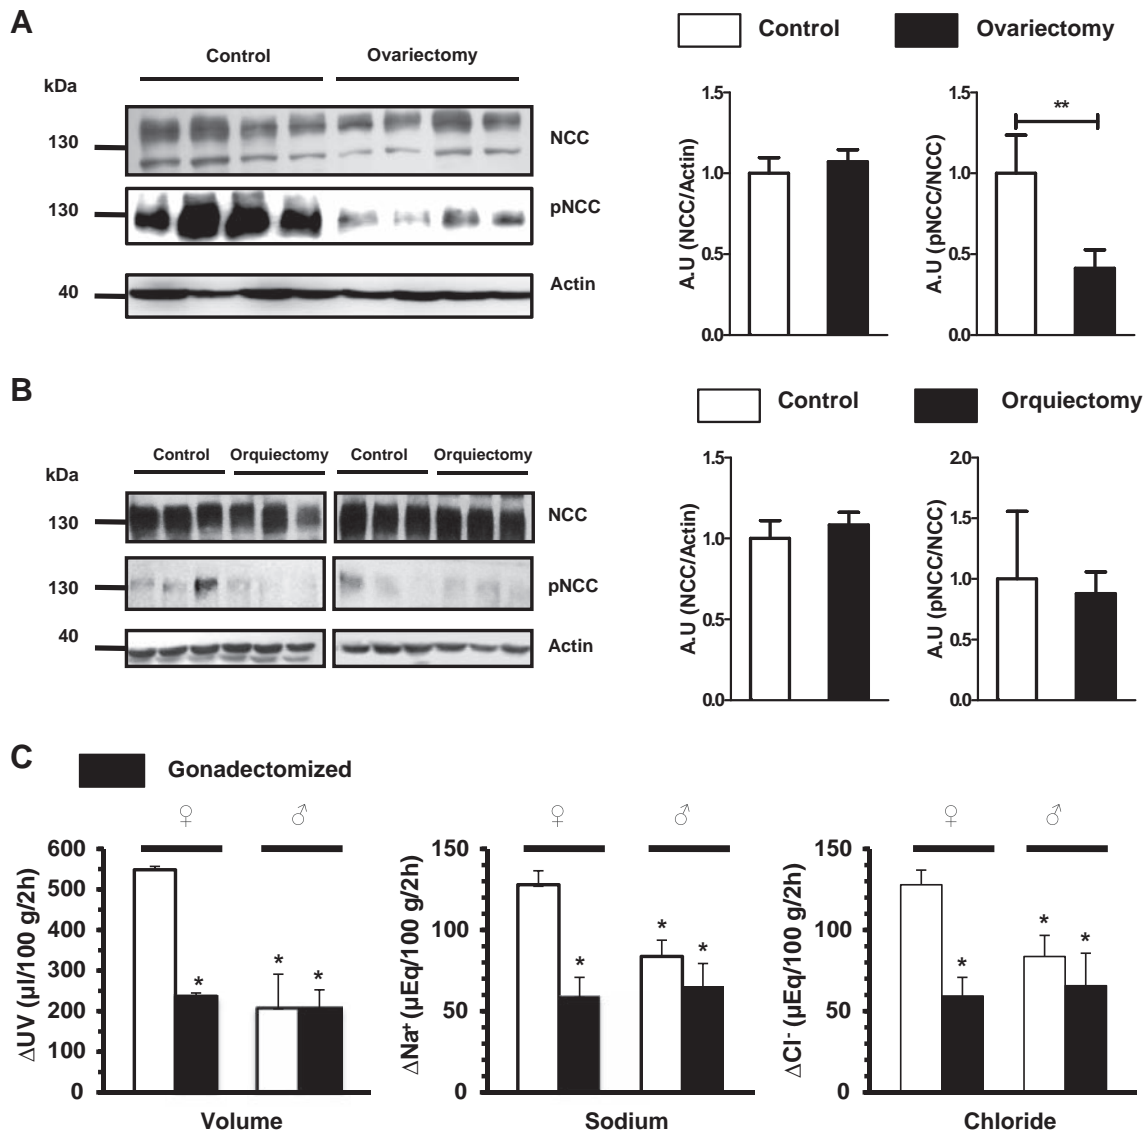 A
Control
Ovariectomy
kDa
130
NCC
130
pNCC
40
Actin
Control
Ovariectomy
A.U (NCC/Actin)
1.5
1.0
0.5
0.0
A.U (pNCC/NCC)
1.5
1.0
0.5
0.0
**
B
Control
Orquiectomy
Control
Orquiectomy
kDa
130
NCC
130
pNCC
40
Actin
Control
Orquiectomy
A.U (NCC/Actin)
1.5
1.0
0.5
0.0
A.U (pNCC/NCC)
2.0
1.5
1.0
0.5
0.0
C
Gonadectomized
♀
♂
ΔUV (µl/100 g/2h)
600
500
400
300
200
100
0
*
*
*
Volume
♀
♂
ΔNa⁺ (µEq/100 g/2h)
150
100
50
0
*
*
*
Sodium
♀
♂
ΔCl⁻ (µEq/100 g/2h)
150
100
50
0
*
*
*
Chloride